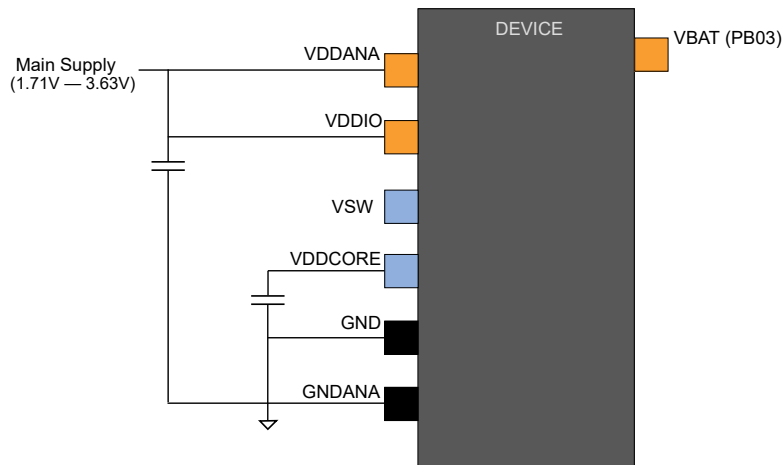 DEVICE
VBAT (PB03)
VDDANA
Main Supply
(1.71V — 3.63V)
VDDIO
VSW
VDDCORE
GND
GNDANA